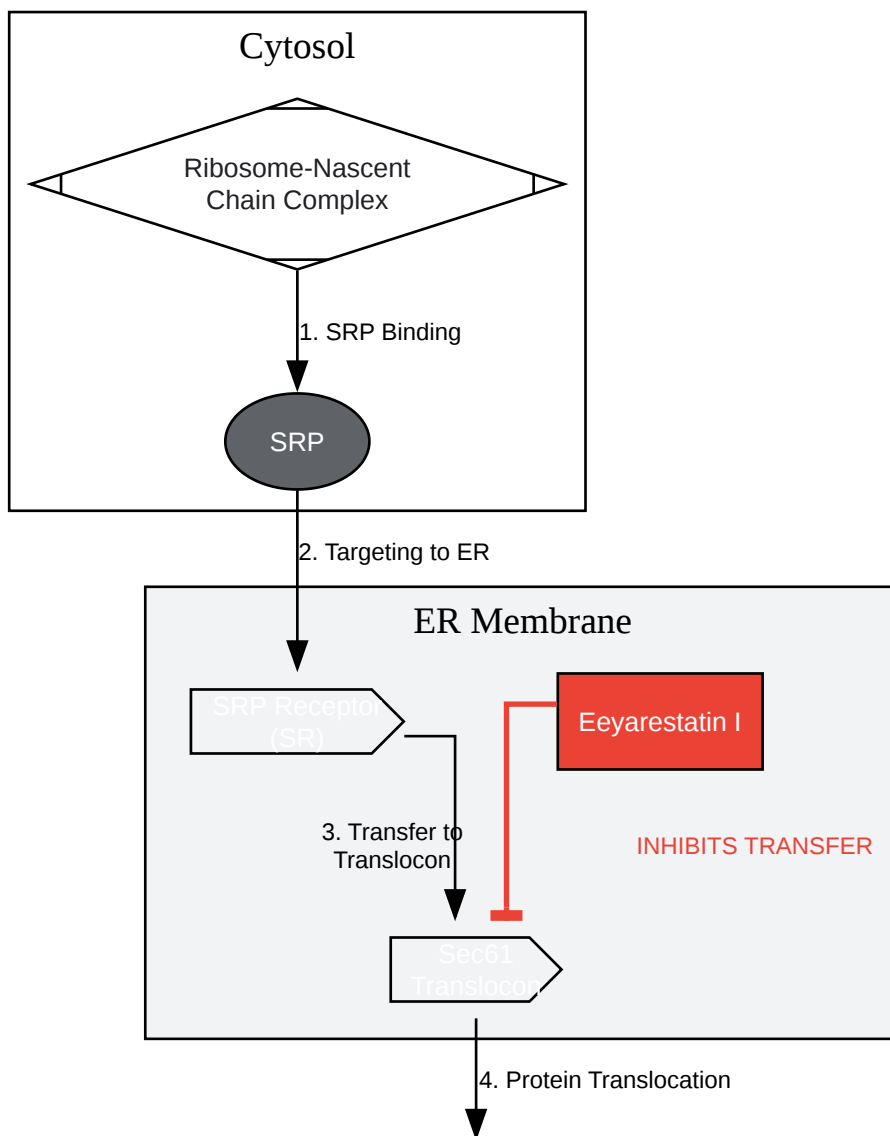 Cytosol
Ribosome-Nascent
Chain Complex
1. SRP Binding
SRP
2. Targeting to ER
ER Membrane
SRP Receptor
(SR)
Eeyarestatin I
3. Transfer to
Translocon
INHIBITS TRANSFER
Sec61
Translocon
4. Protein Translocation